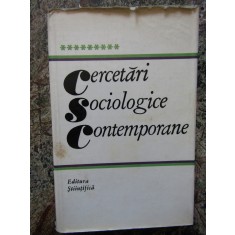 *********
Cercetări
Sociologice
Contemporane
Editura
Științifică